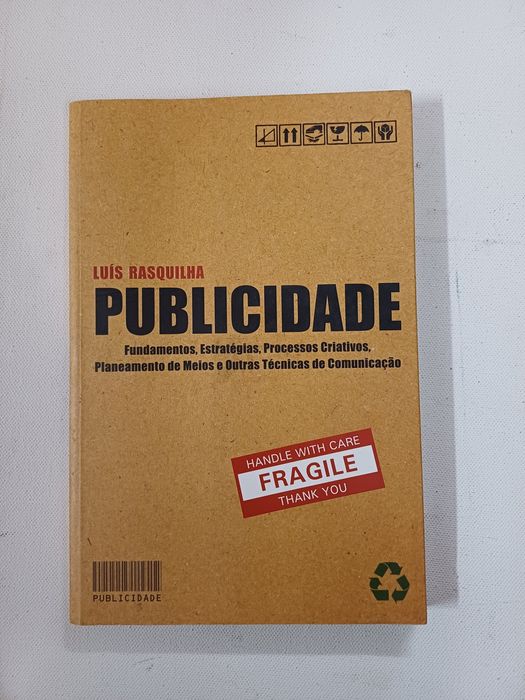 LUÍS RASQUILHA
PUBLICIDADE
Fundamentos, Estratégias, Processos Criativos,
Planeamento de Meios e Outras Técnicas de Comunicação
HANDLE WITH CARE
FRAGILE
THANK YOU
PUBLICIDADE